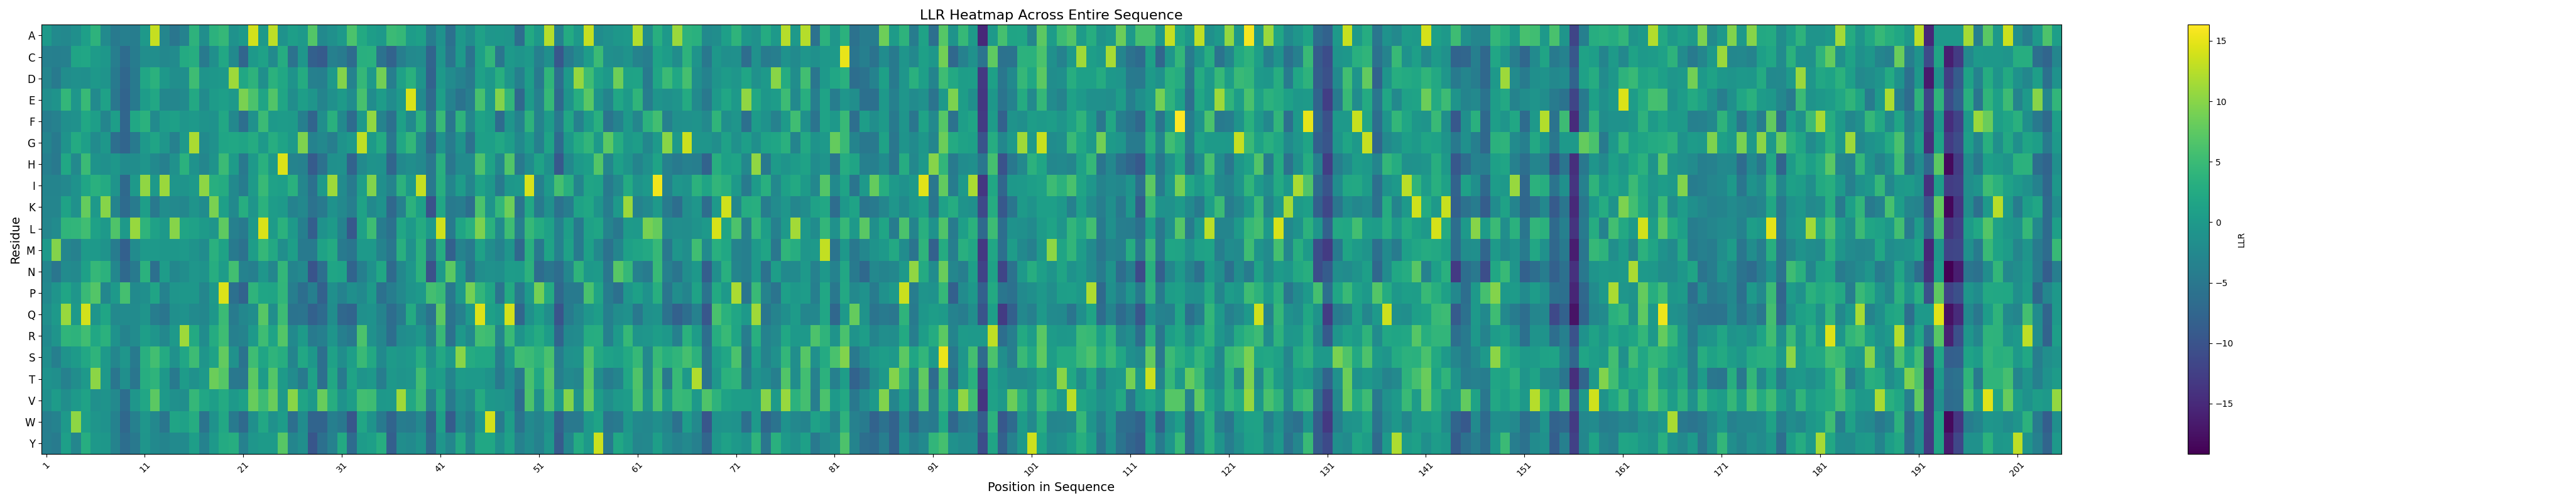 LLR Heatmap Across Entire Sequence
A
C
D
E
F
G
H
I
K
L
M
N
P
Q
R
S
T
V
W
Y
Residue
1 11 21 31 41 51 61 71 81 91 101 111 121 131 141 151 161 171 181 191 201
Position in Sequence
15
10
5
0
−5
−10
−15
LLR